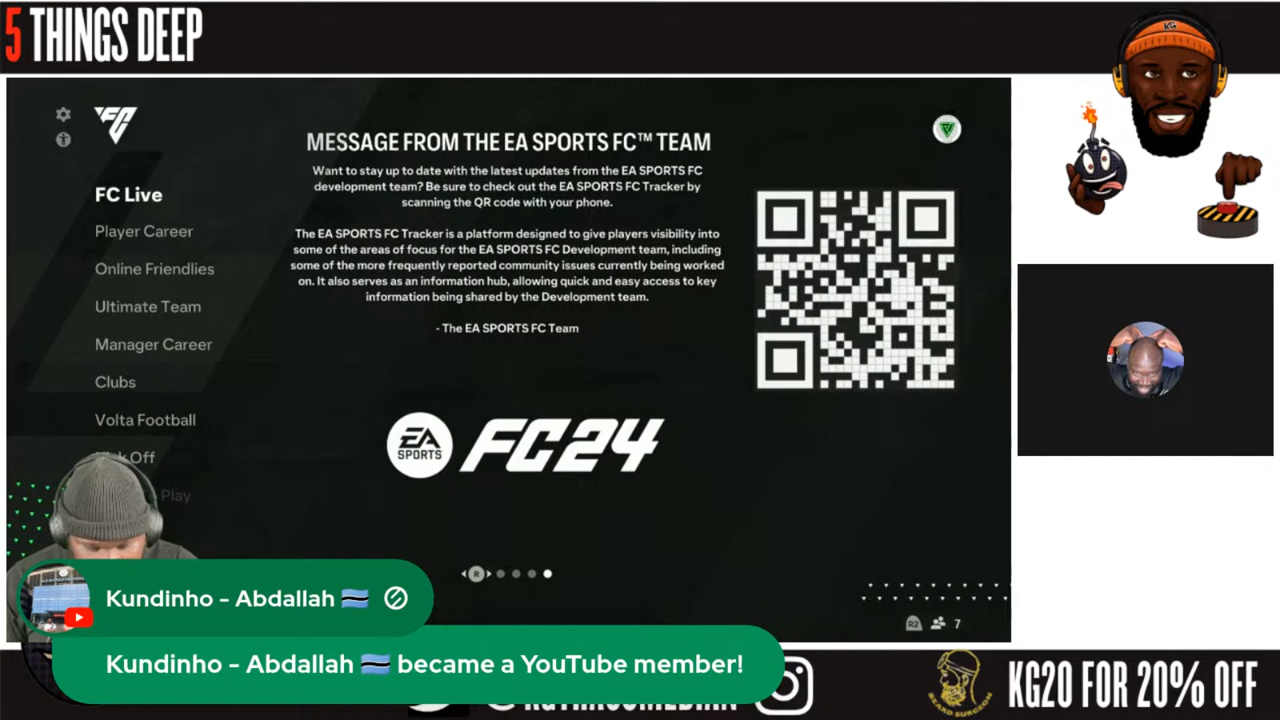 5 THINGS DEEP
FC Live
Player Career
Online Friendlies
Ultimate Team
Manager Career
Clubs
Volta Football
Off
Play
MESSAGE FROM THE EA SPORTS FC™ TEAM
Want to stay up to date with the latest updates from the EA SPORTS FC
development team? Be sure to check out the EA SPORTS FC Tracker by
scanning the QR code with your phone.
The EA SPORTS FC Tracker is a platform designed to give players visibility into
some of the areas of focus for the EA SPORTS FC Development team, including
some of the more frequently reported community issues currently being worked
on. It also serves as an information hub, allowing quick and easy access to key
information being shared by the Development team.
- The EA SPORTS FC Team
EA
SPORTS
FC24
R
R2
7
Kundinho - Abdallah 🇧🇼
Kundinho - Abdallah 🇧🇼 became a YouTube member!
BEARD SURGEON
KG20 FOR 20% OFF